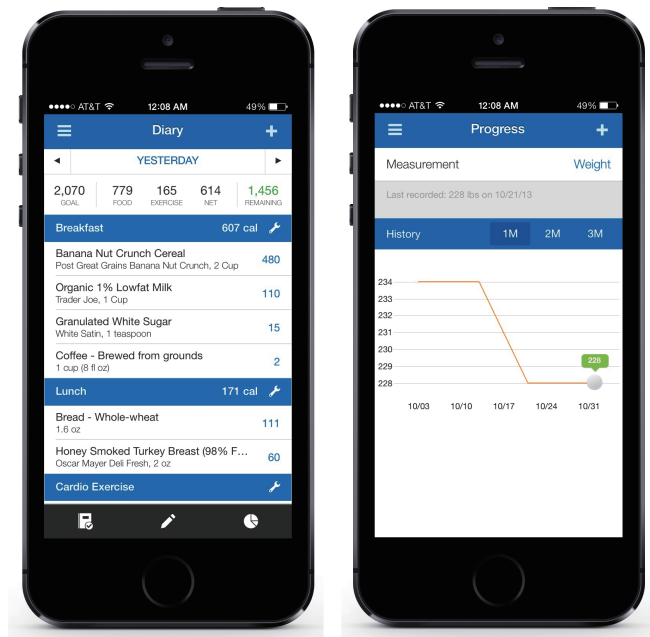 AT&T 12:08 AM 49%
Diary +
YESTERDAY
2,070 779 165 614 1,456
GOAL FOOD EXERCISE NET REMAINING
Breakfast 607 cal
Banana Nut Crunch Cereal
Post Great Grains Banana Nut Crunch, 2 Cup 480
Organic 1% Lowfat Milk
Trader Joe, 1 Cup 110
Granulated White Sugar
White Satin, 1 teaspoon 15
Coffee - Brewed from grounds
1 cup (8 fl oz) 2
Lunch 171 cal
Bread - Whole-wheat
1.6 oz 111
Honey Smoked Turkey Breast (98% F...
Oscar Mayer Deli Fresh, 2 oz 60
Cardio Exercise
AT&T 12:08 AM 49%
Progress +
Measurement Weight
Last recorded: 228 lbs on 10/21/13
History 1M 2M 3M
234
233
232
231
230
229
228
228
10/03 10/10 10/17 10/24 10/31